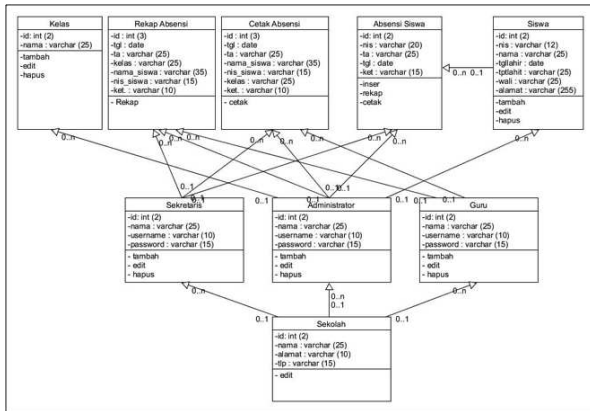 Kelas
-id: int (2)
-nama : varchar (25)
-tambah
-edit
-hapus
Rekap Absensi
-id : int (3)
-tgl : date
-ta : varchar (25)
-kelas : varchar (25)
-nama_siswa : varchar (35)
-nis_siswa : varchar (15)
-ket. : varchar (10)
- Rekap
Cetak Absensi
-id : int (3)
-tgl : date
-ta : varchar (25)
-nama_siswa : varchar (35)
-nis_siswa : varchar (15)
-kelas : varchar (25)
-ket. : varchar (10)
- cetak
Absensi Siswa
-id: int (2)
-nis : varchar (20)
-ta : varchar (25)
-tgl : date
-ket : varchar (15)
-inser
-rekap
-cetak
Siswa
-id: int (2)
-nis : varchar (12)
-nama : varchar (25)
-tgllahir : date
-tptlahit : varchar (25)
-wali : varchar (25)
-alamat : varchar (255)
-tambah
-edit
-hapus
0..n 0..1
0..n
0..n
0..n
0..n
0..n
0..n
0..n
0..n
0..1
0..1
0..1
0..1
0..1
0..1
0..1
0..1
0..1
Sekretaris
-id: int (2)
-nama : varchar (25)
-username : varchar (10)
-password : varchar (15)
- tambah
- edit
- hapus
Administrator
-id: int (2)
-nama : varchar (25)
-username : varchar (10)
-password : varchar (15)
- tambah
- edit
- hapus
Guru
-id: int (2)
-nama : varchar (25)
-username : varchar (10)
-password : varchar (15)
- tambah
- edit
- hapus
0..n
0..n
0..n
0..1
0..1
0..1
Sekolah
-id: int (2)
-nama : varchar (25)
-alamat : varchar (10)
-tlp : varchar (15)
- edit